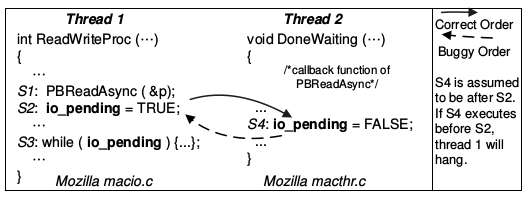 Thread 1
int ReadWriteProc (⋯)
{
⋯
S1: PBReadAsync ( &p);
S2: io_pending = TRUE;
⋯
S3: while ( io_pending ) {...};
⋯
}
Mozilla macio.c
Thread 2
void DoneWaiting (⋯)
{
/*callback function of
PBReadAsync*/
...
S4: io_pending = FALSE;
...
}
Mozilla macthr.c
Correct Order
Buggy Order
S4 is assumed
to be after S2.
If S4 executes
before S2,
thread 1 will
hang.